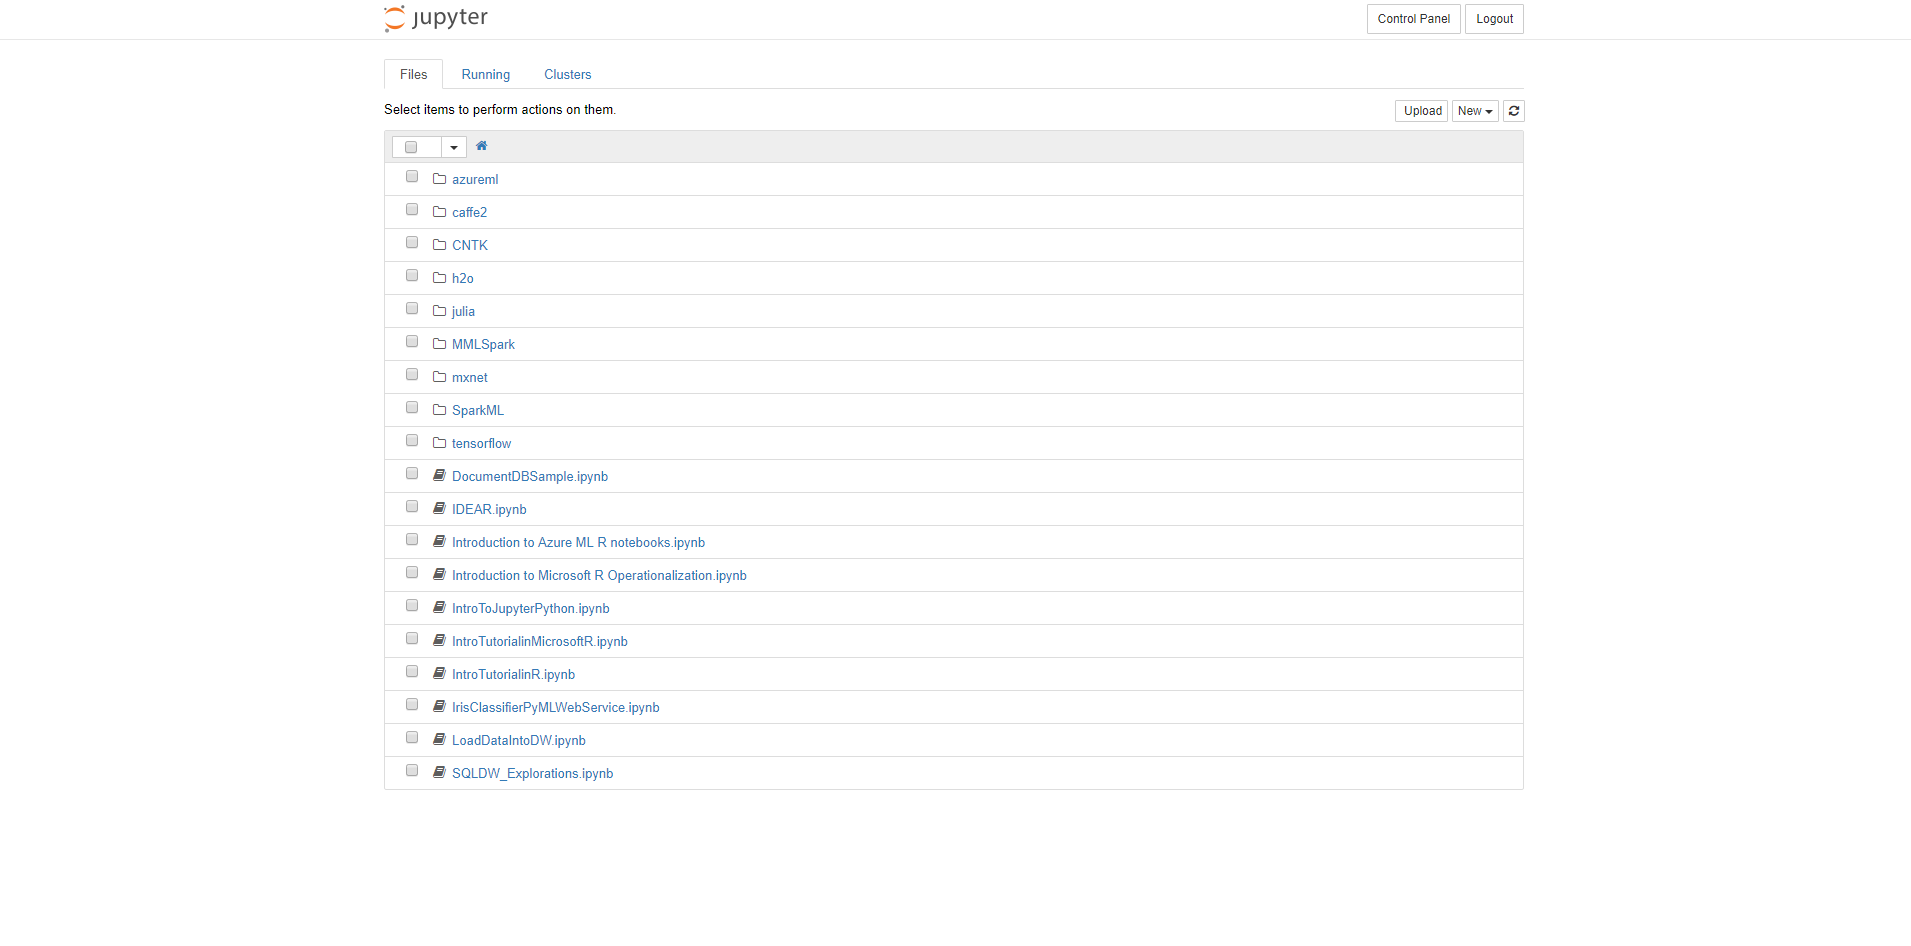 jupyter
Control Panel
Logout
Files
Running
Clusters
Select items to perform actions on them.
Upload
New
azureml
caffe2
CNTK
h2o
julia
MMLSpark
mxnet
SparkML
tensorflow
DocumentDBSample.ipynb
IDEAR.ipynb
Introduction to Azure ML R notebooks.ipynb
Introduction to Microsoft R Operationalization.ipynb
IntroToJupyterPython.ipynb
IntroTutorialinMicrosoftR.ipynb
IntroTutorialinR.ipynb
IrisClassifierPyMLWebService.ipynb
LoadDataIntoDW.ipynb
SQLDW_Explorations.ipynb